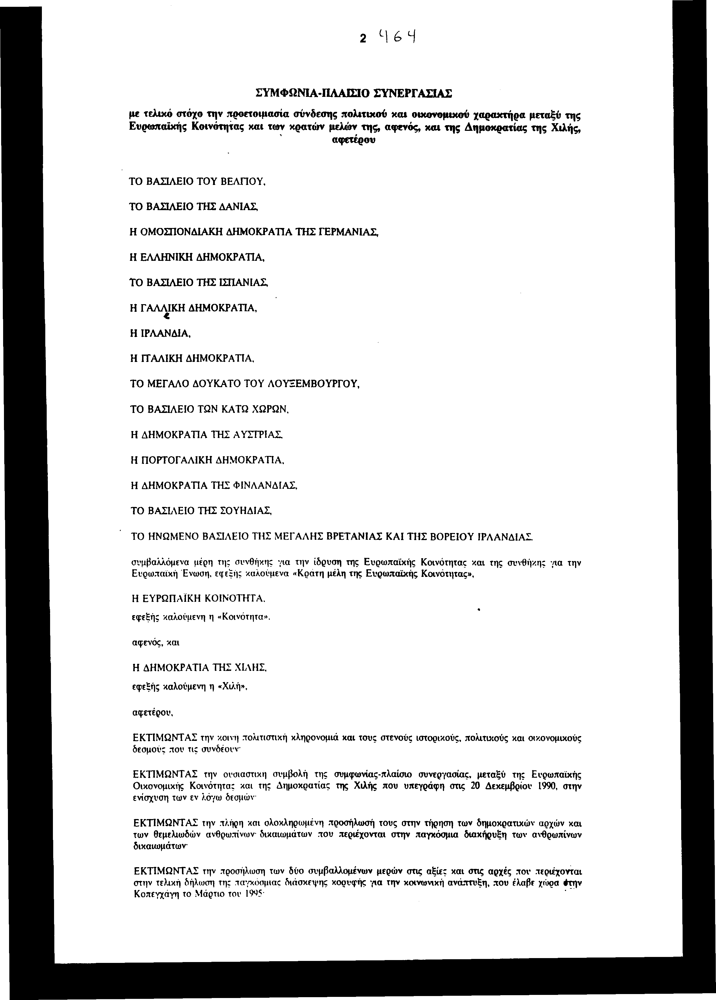 2 464
ΣΥΜΦΩΝΙΑ-ΠΛΑΙΣΙΟ ΣΥΝΕΡΓΑΣΙΑΣ
με τελικό στόχο την προετοιμασία σύνδεσης πολιτικού και οικονομικού χαρακτήρα μεταξύ της
Ευρωπαϊκής Κοινότητας και των κρατών μελών της, αφενός, και της Δημοκρατίας της Χιλής,
αφετέρου
ΤΟ ΒΑΣΙΛΕΙΟ ΤΟΥ ΒΕΛΓΙΟΥ,
ΤΟ ΒΑΣΙΛΕΙΟ ΤΗΣ ΔΑΝΙΑΣ,
Η ΟΜΟΣΠΟΝΔΙΑΚΗ ΔΗΜΟΚΡΑΤΙΑ ΤΗΣ ΓΕΡΜΑΝΙΑΣ,
Η ΕΛΛΗΝΙΚΗ ΔΗΜΟΚΡΑΤΙΑ,
ΤΟ ΒΑΣΙΛΕΙΟ ΤΗΣ ΙΣΠΑΝΙΑΣ,
Η ΓΑΛΛΙΚΗ ΔΗΜΟΚΡΑΤΙΑ,
Η ΙΡΛΑΝΔΙΑ,
Η ΙΤΑΛΙΚΗ ΔΗΜΟΚΡΑΤΙΑ,
ΤΟ ΜΕΓΑΛΟ ΔΟΥΚΑΤΟ ΤΟΥ ΛΟΥΞΕΜΒΟΥΡΓΟΥ,
ΤΟ ΒΑΣΙΛΕΙΟ ΤΩΝ ΚΑΤΩ ΧΩΡΩΝ,
Η ΔΗΜΟΚΡΑΤΙΑ ΤΗΣ ΑΥΣΤΡΙΑΣ,
Η ΠΟΡΤΟΓΑΛΙΚΗ ΔΗΜΟΚΡΑΤΙΑ,
Η ΔΗΜΟΚΡΑΤΙΑ ΤΗΣ ΦΙΝΛΑΝΔΙΑΣ,
ΤΟ ΒΑΣΙΛΕΙΟ ΤΗΣ ΣΟΥΗΔΙΑΣ,
ΤΟ ΗΝΩΜΕΝΟ ΒΑΣΙΛΕΙΟ ΤΗΣ ΜΕΓΑΛΗΣ ΒΡΕΤΑΝΙΑΣ ΚΑΙ ΤΗΣ ΒΟΡΕΙΟΥ ΙΡΛΑΝΔΙΑΣ,
συμβαλλόμενα μέρη της συνθήκης για την ίδρυση της Ευρωπαϊκής Κοινότητας και της συνθήκης για την
Ευρωπαϊκή Ένωση, εφεξής καλούμενα «Κράτη μέλη της Ευρωπαϊκής Κοινότητας»,
Η ΕΥΡΩΠΑΪΚΗ ΚΟΙΝΟΤΗΤΑ,
εφεξής καλούμενη η «Κοινότητα»,
αφενός, και
Η ΔΗΜΟΚΡΑΤΙΑ ΤΗΣ ΧΙΛΗΣ,
εφεξής καλούμενη η «Χιλή»,
αφετέρου,
ΕΚΤΙΜΩΝΤΑΣ την κοινή πολιτιστική κληρονομιά και τους στενούς ιστορικούς, πολιτικούς και οικονομικούς
δεσμούς που τις συνδέουν·
ΕΚΤΙΜΩΝΤΑΣ την ουσιαστική συμβολή της συμφωνίας-πλαίσιο συνεργασίας, μεταξύ της Ευρωπαϊκής
Οικονομικής Κοινότητας και της Δημοκρατίας της Χιλής που υπεγράφη στις 20 Δεκεμβρίου 1990, στην
ενίσχυση των εν λόγω δεσμών·
ΕΚΤΙΜΩΝΤΑΣ την πλήρη και ολοκληρωμένη προσήλωσή τους στην τήρηση των δημοκρατικών αρχών και
των θεμελιωδών ανθρωπίνων· δικαιωμάτων που περιέχονται στην παγκόσμια διακήρυξη των ανθρωπίνων
δικαιωμάτων·
ΕΚΤΙΜΩΝΤΑΣ την προσήλωση των δύο συμβαλλομένων μερών στις αξίες και στις αρχές που περιέχονται
στην τελική δήλωση της παγκόσμιας διάσκεψης κορυφής για την κοινωνική ανάπτυξη, που έλαβε χώρα στην
Κοπεγχάγη το Μάρτιο του 1995·